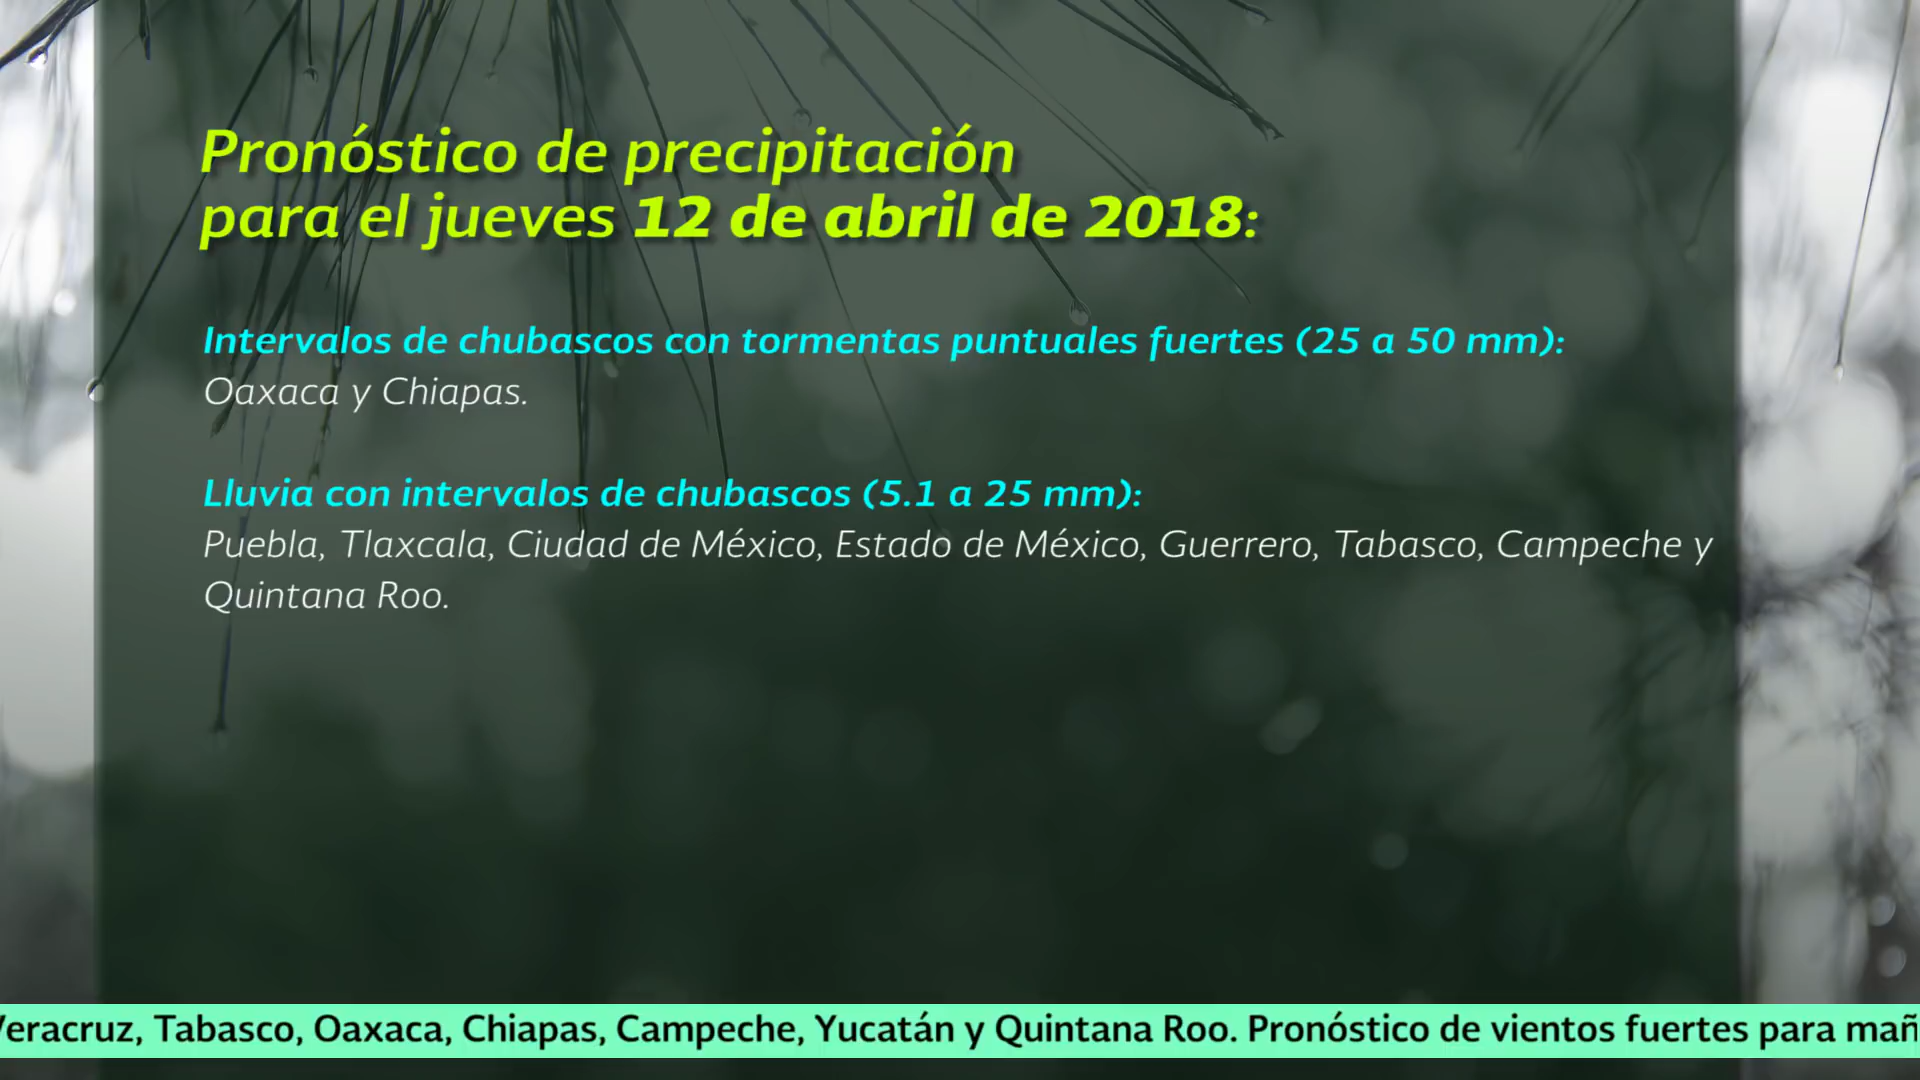 Pronóstico de precipitación
para el jueves 12 de abril de 2018:
Intervalos de chubascos con tormentas puntuales fuertes (25 a 50 mm):
Oaxaca y Chiapas.
Lluvia con intervalos de chubascos (5.1 a 25 mm):
Puebla, Tlaxcala, Ciudad de México, Estado de México, Guerrero, Tabasco, Campeche y
Quintana Roo.
Veracruz, Tabasco, Oaxaca, Chiapas, Campeche, Yucatán y Quintana Roo. Pronóstico de vientos fuertes para mañ